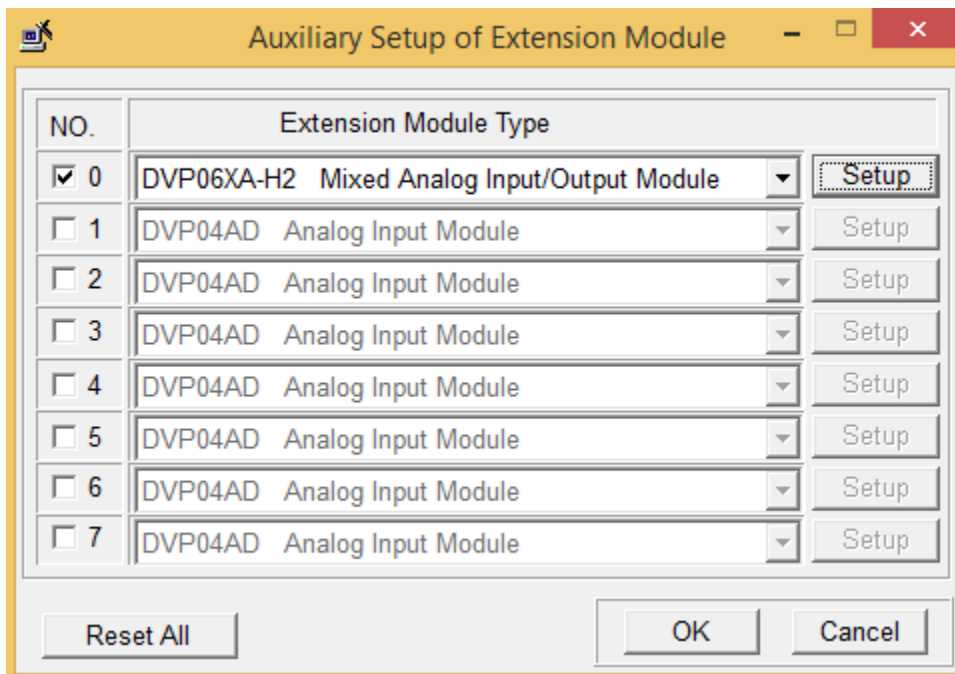 Auxiliary Setup of Extension Module
NO. Extension Module Type
0 DVP06XA-H2 Mixed Analog Input/Output Module Setup
1 DVP04AD Analog Input Module Setup
2 DVP04AD Analog Input Module Setup
3 DVP04AD Analog Input Module Setup
4 DVP04AD Analog Input Module Setup
5 DVP04AD Analog Input Module Setup
6 DVP04AD Analog Input Module Setup
7 DVP04AD Analog Input Module Setup
Reset All OK Cancel